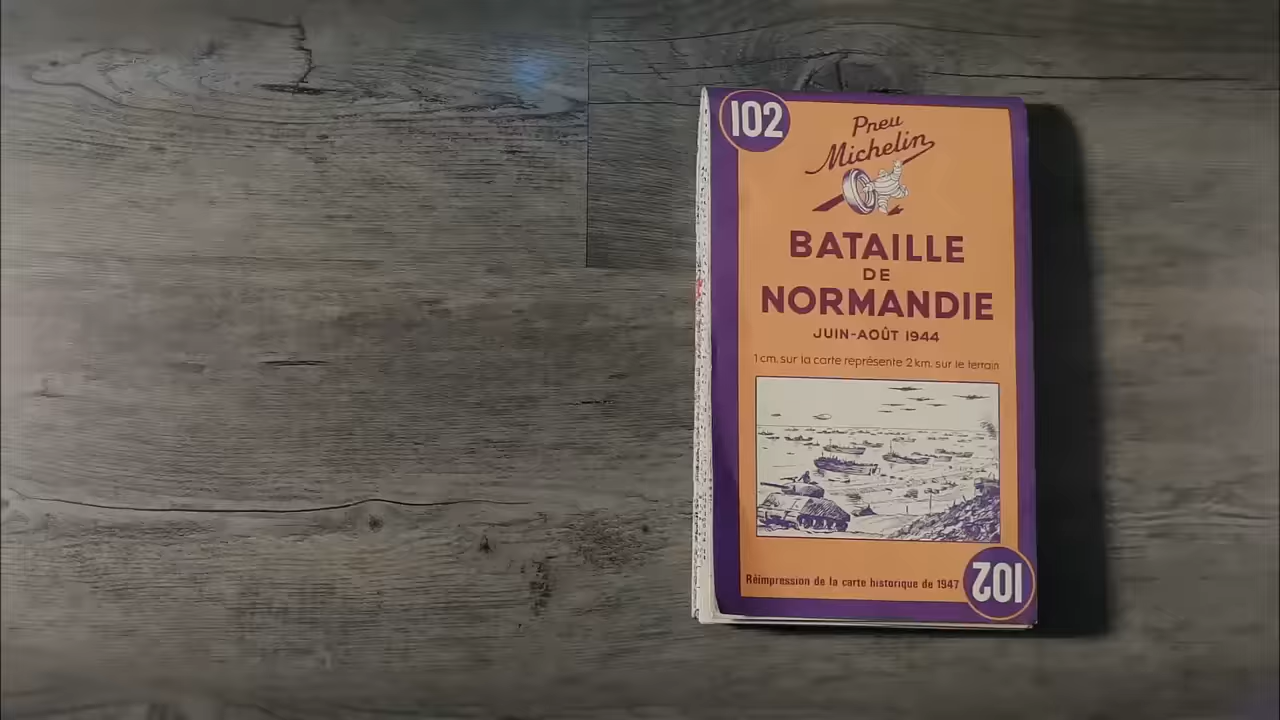 102
Pneu
Michelin
BATAILLE
DE
NORMANDIE
JUIN-AOÛT 1944
1 cm. sur la carte représente 2 km. sur le terrain
Réimpression de la carte historique de 1947
102